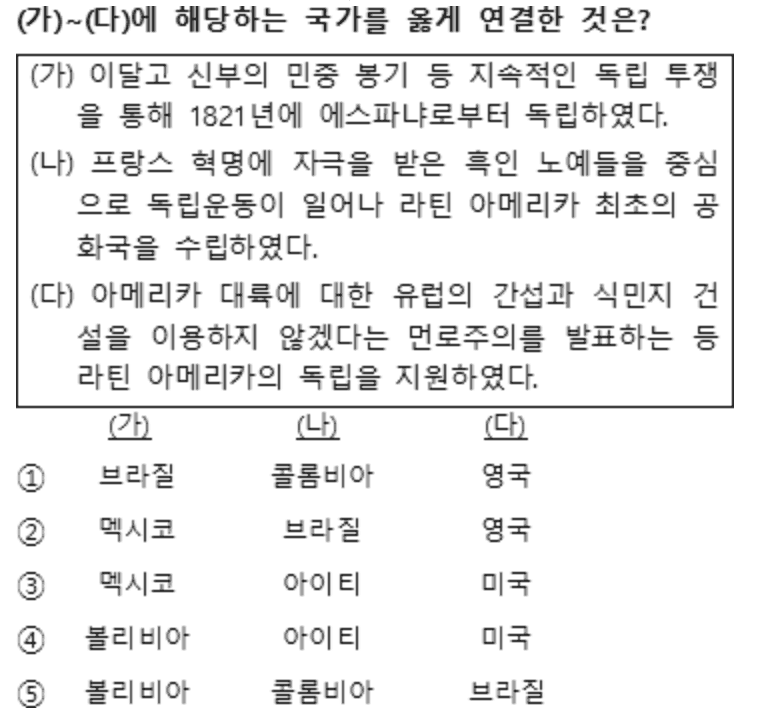 (가)~(다)에 해당하는 국가를 옳게 연결한 것은?
(가) 이달고 신부의 민중 봉기 등 지속적인 독립 투쟁
을 통해 1821년에 에스파냐로부터 독립하였다.
(나) 프랑스 혁명에 자극을 받은 흑인 노예들을 중심
으로 독립운동이 일어나 라틴 아메리카 최초의 공
화국을 수립하였다.
(다) 아메리카 대륙에 대한 유럽의 간섭과 식민지 건
설을 이용하지 않겠다는 먼로주의를 발표하는 등
라틴 아메리카의 독립을 지원하였다.
(가) (나) (다)
① 브라질 콜롬비아 영국
② 멕시코 브라질 영국
③ 멕시코 아이티 미국
④ 볼리비아 아이티 미국
⑤ 볼리비아 콜롬비아 브라질